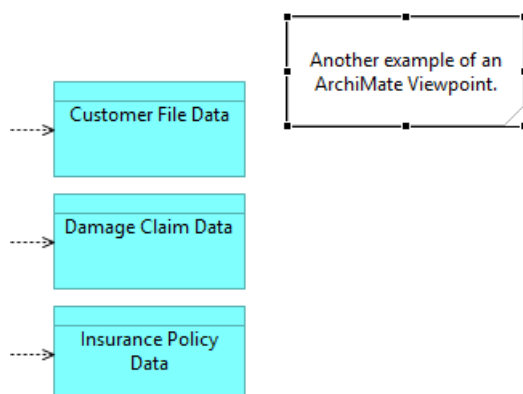 Another example of an
ArchiMate Viewpoint.
Customer File Data
Damage Claim Data
Insurance Policy
Data